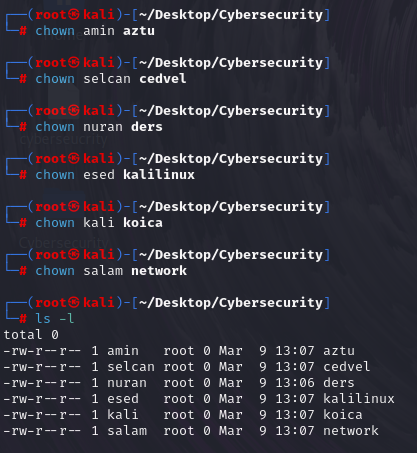 ┌──(root㉿kali)-[~/Desktop/Cybersecurity]
└─# chown amin aztu
┌──(root㉿kali)-[~/Desktop/Cybersecurity]
└─# chown selcan cedvel
┌──(root㉿kali)-[~/Desktop/Cybersecurity]
└─# chown nuran ders
┌──(root㉿kali)-[~/Desktop/Cybersecurity]
└─# chown esed kalilinux
┌──(root㉿kali)-[~/Desktop/Cybersecurity]
└─# chown kali koica
┌──(root㉿kali)-[~/Desktop/Cybersecurity]
└─# chown salam network
┌──(root㉿kali)-[~/Desktop/Cybersecurity]
└─# ls -l
total 0
-rw-r--r-- 1 amin   root 0 Mar  9 13:07 aztu
-rw-r--r-- 1 selcan root 0 Mar  9 13:07 cedvel
-rw-r--r-- 1 nuran  root 0 Mar  9 13:06 ders
-rw-r--r-- 1 esed   root 0 Mar  9 13:07 kalilinux
-rw-r--r-- 1 kali   root 0 Mar  9 13:07 koica
-rw-r--r-- 1 salam  root 0 Mar  9 13:07 network